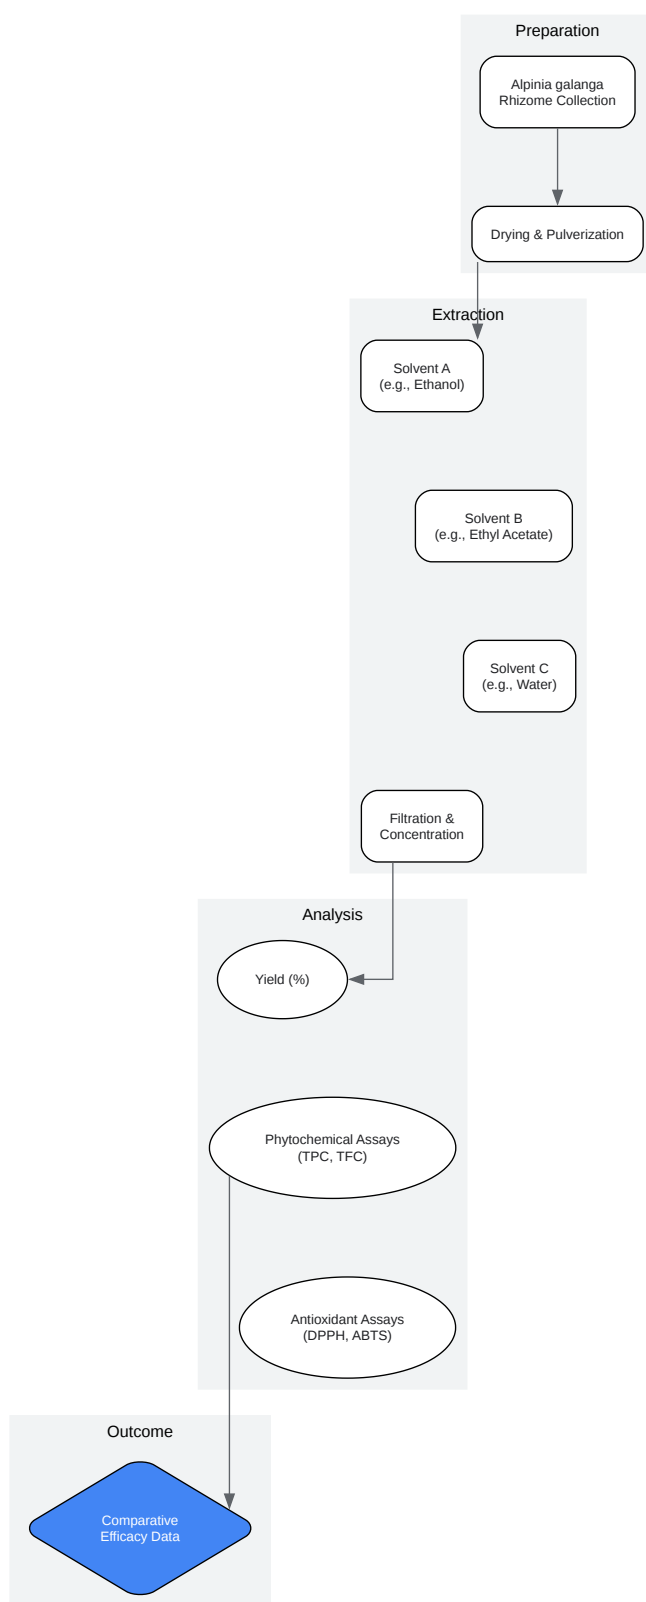 Preparation
Alpinia galanga
Rhizome Collection
Drying & Pulverization
Extraction
Solvent A
(e.g., Ethanol)
Solvent B
(e.g., Ethyl Acetate)
Solvent C
(e.g., Water)
Filtration &
Concentration
Analysis
Yield (%)
Phytochemical Assays
(TPC, TFC)
Antioxidant Assays
(DPPH, ABTS)
Outcome
Comparative
Efficacy Data